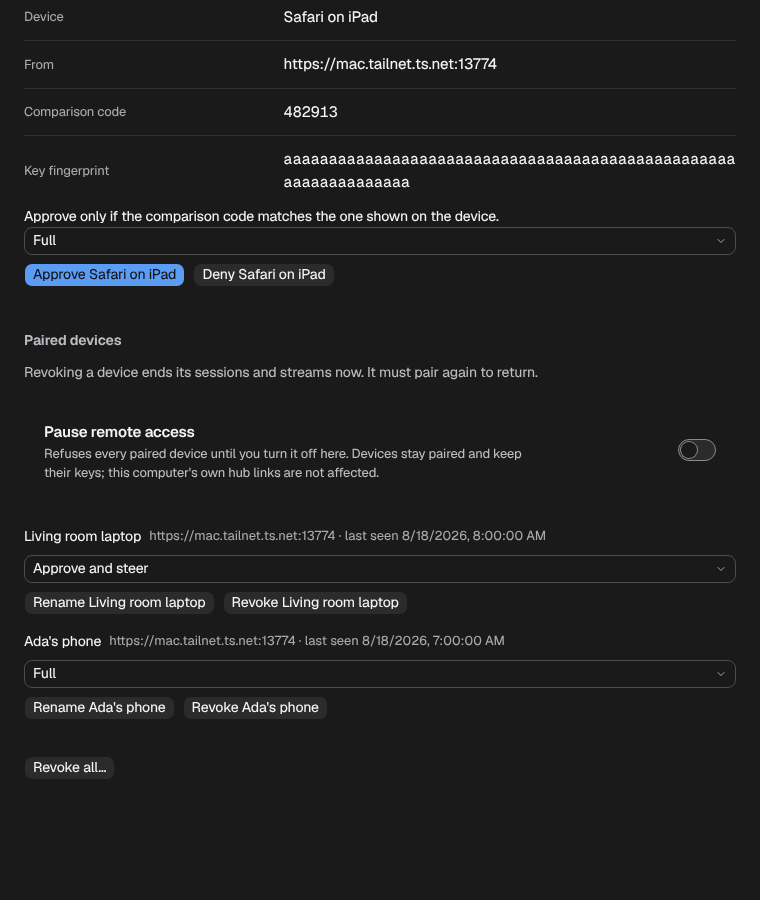 Device Safari on iPad
From https://mac.tailnet.ts.net:13774
Comparison code 482913
Key fingerprint aaaaaaaaaaaaaaaaaaaaaaaaaaaaaaaaaaaaaaaaaaaaaaaaaa
aaaaaaaaaaaaaa
Approve only if the comparison code matches the one shown on the device.
Full
Approve Safari on iPad Deny Safari on iPad
Paired devices
Revoking a device ends its sessions and streams now. It must pair again to return.
Pause remote access
Refuses every paired device until you turn it off here. Devices stay paired and keep
their keys; this computer's own hub links are not affected.
Living room laptop https://mac.tailnet.ts.net:13774 · last seen 8/18/2026, 8:00:00 AM
Approve and steer
Rename Living room laptop Revoke Living room laptop
Ada's phone https://mac.tailnet.ts.net:13774 · last seen 8/18/2026, 7:00:00 AM
Full
Rename Ada's phone Revoke Ada's phone
Revoke all...